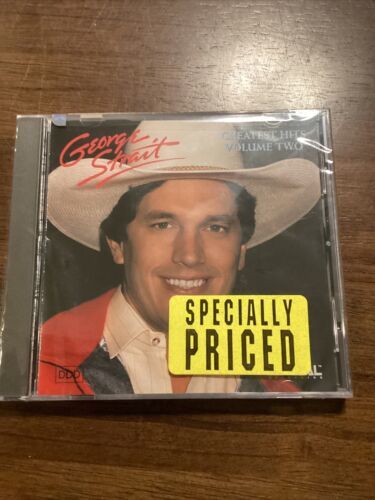 George
Strait
GREATEST HITS
VOLUME TWO
SPECIALLY
PRICED
DDD